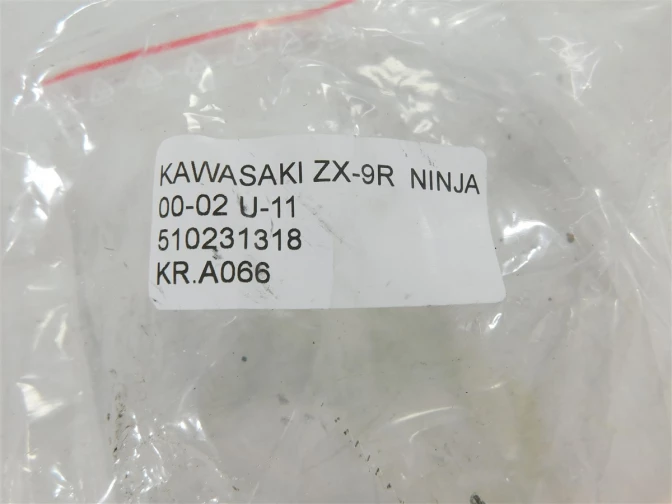 KAWASAKI ZX-9R NINJA
00-02 U-11
510231318
KR.A066